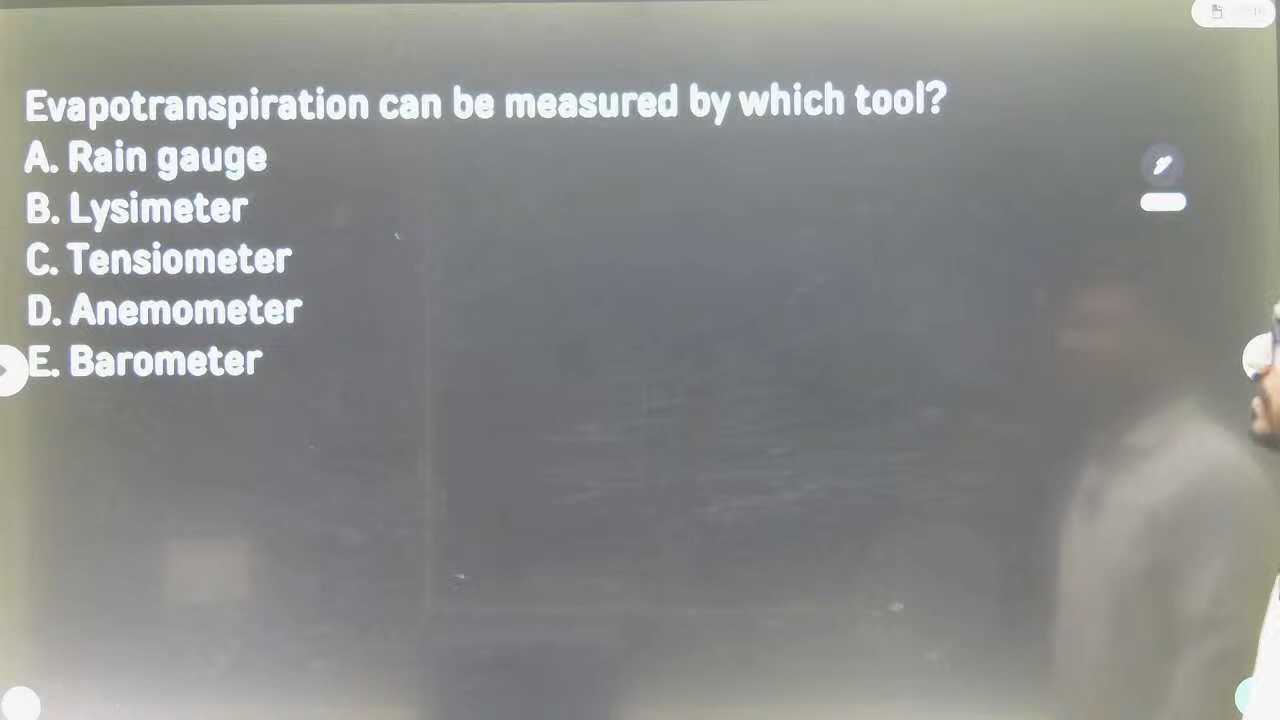 Evapotranspiration can be measured by which tool?
A. Rain gauge
B. Lysimeter
C. Tensiometer
D. Anemometer
E. Barometer